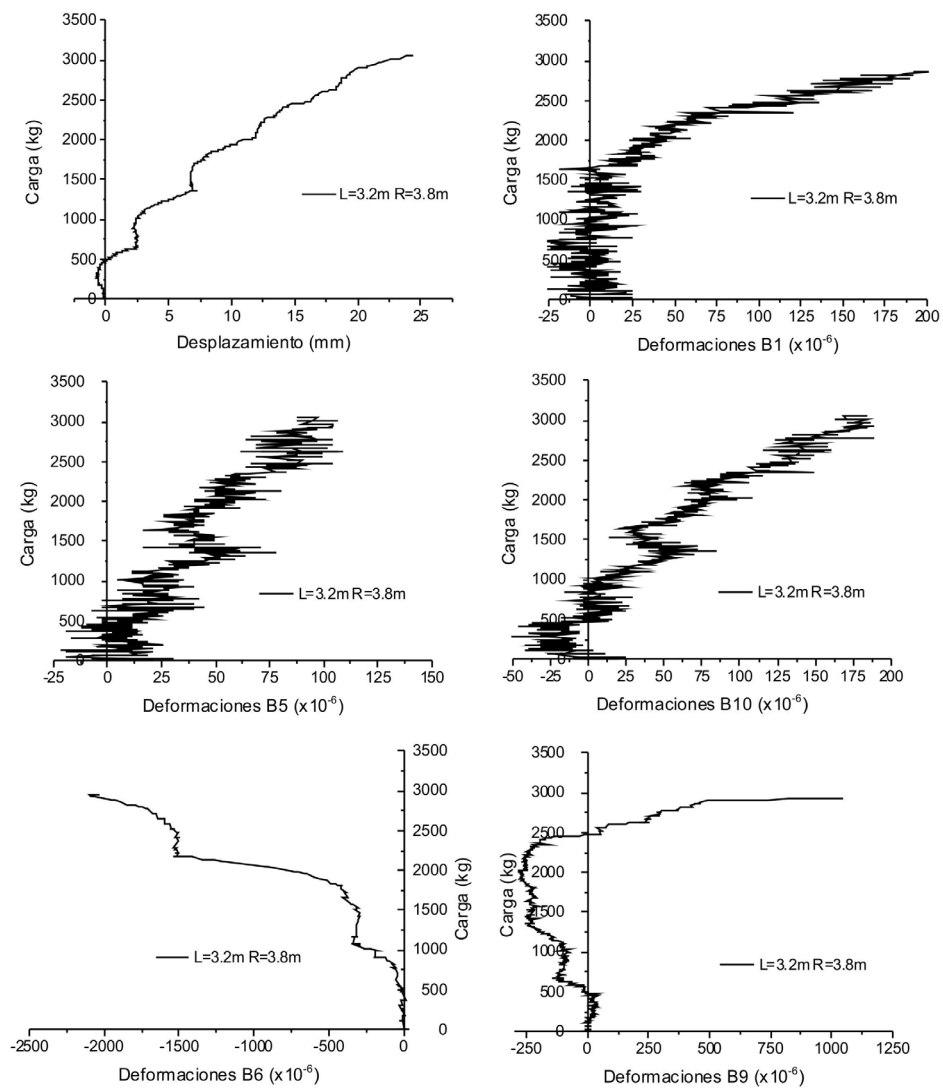 3500
3000
2500
2000
1500
1000
500
0
Carga (kg)
L=3.2m R=3.8m
0 5 10 15 20 25
Desplazamiento (mm)
3500
3000
2500
2000
1500
1000
500
0
Carga (kg)
L=3.2m R=3.8m
-25 0 25 50 75 100 125 150 175 200
Deformaciones B1 (x10⁻⁶)
3500
3000
2500
2000
1500
1000
500
0
Carga (kg)
L=3.2m R=3.8m
-25 0 25 50 75 100 125 150
Deformaciones B5 (x10⁻⁶)
3500
3000
2500
2000
1500
1000
500
0
Carga (kg)
L=3.2m R=3.8m
-50 -25 0 25 50 75 100 125 150 175 200
Deformaciones B10 (x10⁻⁶)
3500
3000
2500
2000
1500
1000
500
0
Carga (kg)
L=3.2m R=3.8m
-2500 -2000 -1500 -1000 -500 0
Deformaciones B6 (x10⁻⁶)
3500
3000
2500
2000
1500
1000
500
0
Carga (kg)
L=3.2m R=3.8m
-250 0 250 500 750 1000 1250
Deformaciones B9 (x10⁻⁶)